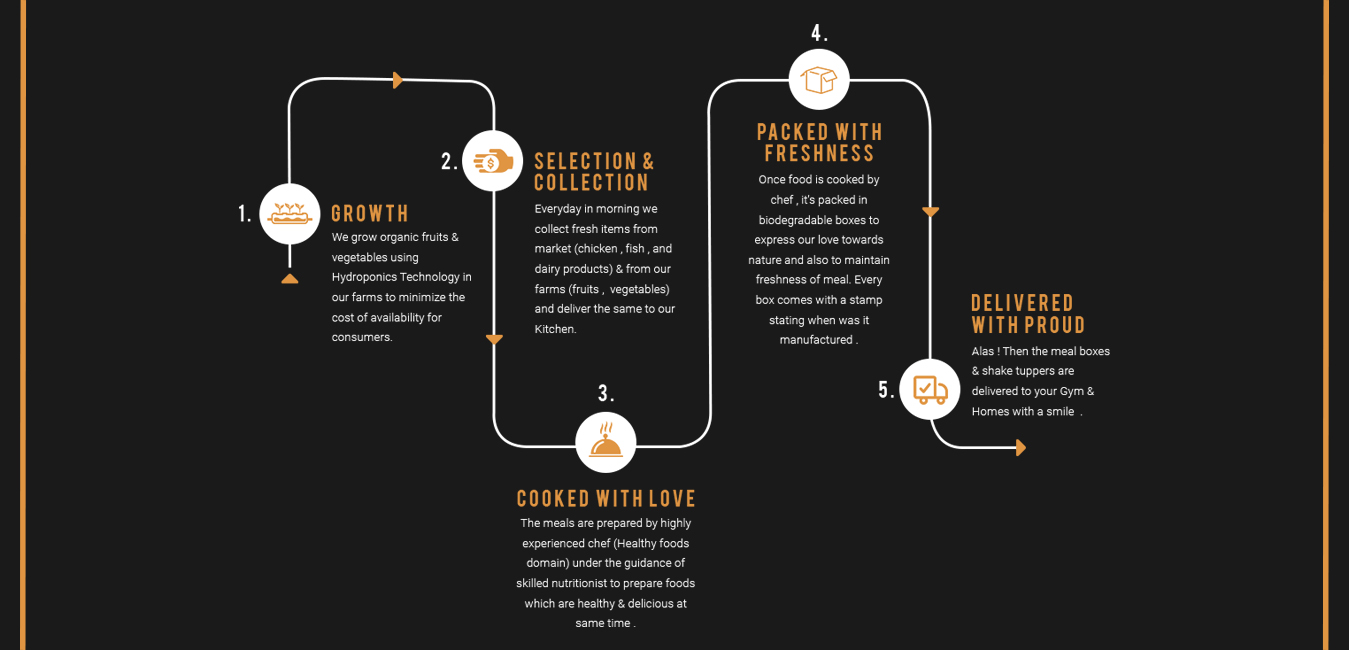 1.
GROWTH
We grow organic fruits &
vegetables using
Hydroponics Technology in
our farms to minimize the
cost of availability for
consumers.
2.
$
SELECTION &
COLLECTION
Everyday in morning we
collect fresh items from
market (chicken , fish , and
dairy products) & from our
farms (fruits ,  vegetables)
and deliver the same to our
Kitchen.
3.
COOKED WITH LOVE
The meals are prepared by highly
experienced chef (Healthy foods
domain) under the guidance of
skilled nutritionist to prepare foods
which are healthy & delicious at
same time .
4.
PACKED WITH
FRESHNESS
Once food is cooked by
chef , it's packed in
biodegradable boxes to
express our love towards
nature and also to maintain
freshness of meal. Every
box comes with a stamp
stating when was it
manufactured .
5.
DELIVERED
WITH PROUD
Alas ! Then the meal boxes
& shake tuppers are
delivered to your Gym &
Homes with a smile  .